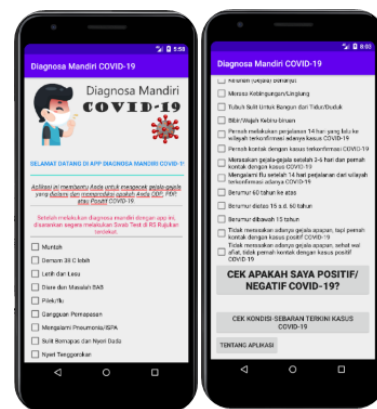 5:58
Diagnosa Mandiri COVID-19
Diagnosa Mandiri
COVID-19
SELAMAT DATANG DI APP DIAGNOSA MANDIRI COVID-19
Aplikasi ini membantu Anda untuk mengecek gejala-gejala
yang diderita dan memprediksi apakah Anda ODP, PDP,
atau Positif COVID-19.
Setelah melakukan diagnosa mandiri dengan app ini,
disarankan segera melakukan Swab Test di RS Rujukan
terdekat.
Muntah
Demam 38 C lebih
Letih dan Lesu
Diare dan Masalah BAB
Pilek/flu
Gangguan Pernapasan
Mengalami Pneumonia/ISPA
Sulit Bernapas dan Nyeri Dada
Nyeri Tenggorokan
6:00
Diagnosa Mandiri COVID-19
Merasa Kebingungan/Linglung
Tubuh Sulit Untuk Bangun dari Tidur/Duduk
Bibir/Wajah Kebiru-biruan
Pernah melakukan perjalanan 14 hari yang lalu ke
wilayah terkonfirmasi adanya COVID-19
Pernah kontak dengan kasus terkonfirmasi COVID-19
Merasakan gejala-gejala setelah 2-6 hari dan pernah
kontak dengan kasus COVID-19
Mengalami flu setelah 14 hari perjalanan dari wilayah
terkonfirmasi adanya COVID-19
Berumur 60 tahun ke atas
Berumur diatas 15 s.d. 60 tahun
Berumur dibawah 15 tahun
Tidak merasakan adanya gejala apapun, tapi pernah
kontak dengan kasus positif COVID-19
Tidak merasakan adanya gejala apapun, sehat wal
afiat, tidak pernah kontak dengan kasus positif
COVID-19
CEK APAKAH SAYA POSITIF/
NEGATIF COVID-19?
CEK KONDISI-SEBARAN TERKINI KASUS
COVID-19
TENTANG APLIKASI